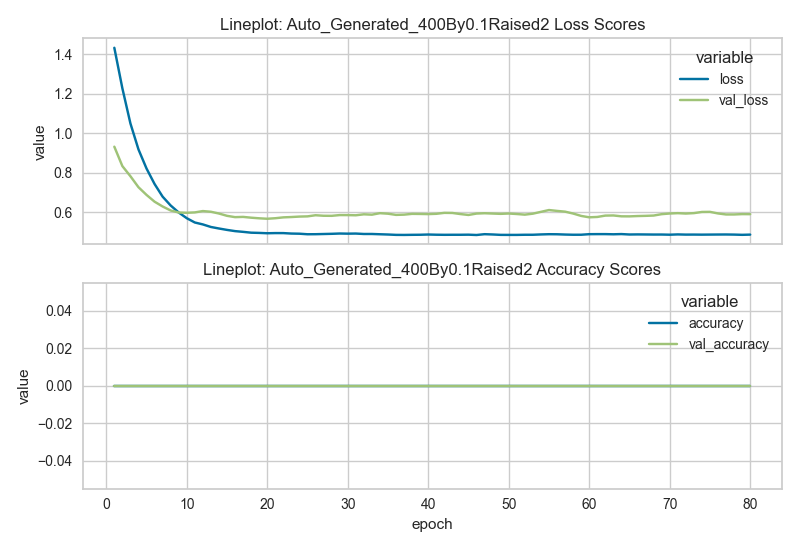 Lineplot: Auto_Generated_400By0.1Raised2 Loss Scores
value
1.4
1.2
1.0
0.8
0.6
variable
loss
val_loss
Lineplot: Auto_Generated_400By0.1Raised2 Accuracy Scores
value
0.04
0.02
0.00
−0.02
−0.04
variable
accuracy
val_accuracy
0 10 20 30 40 50 60 70 80
epoch